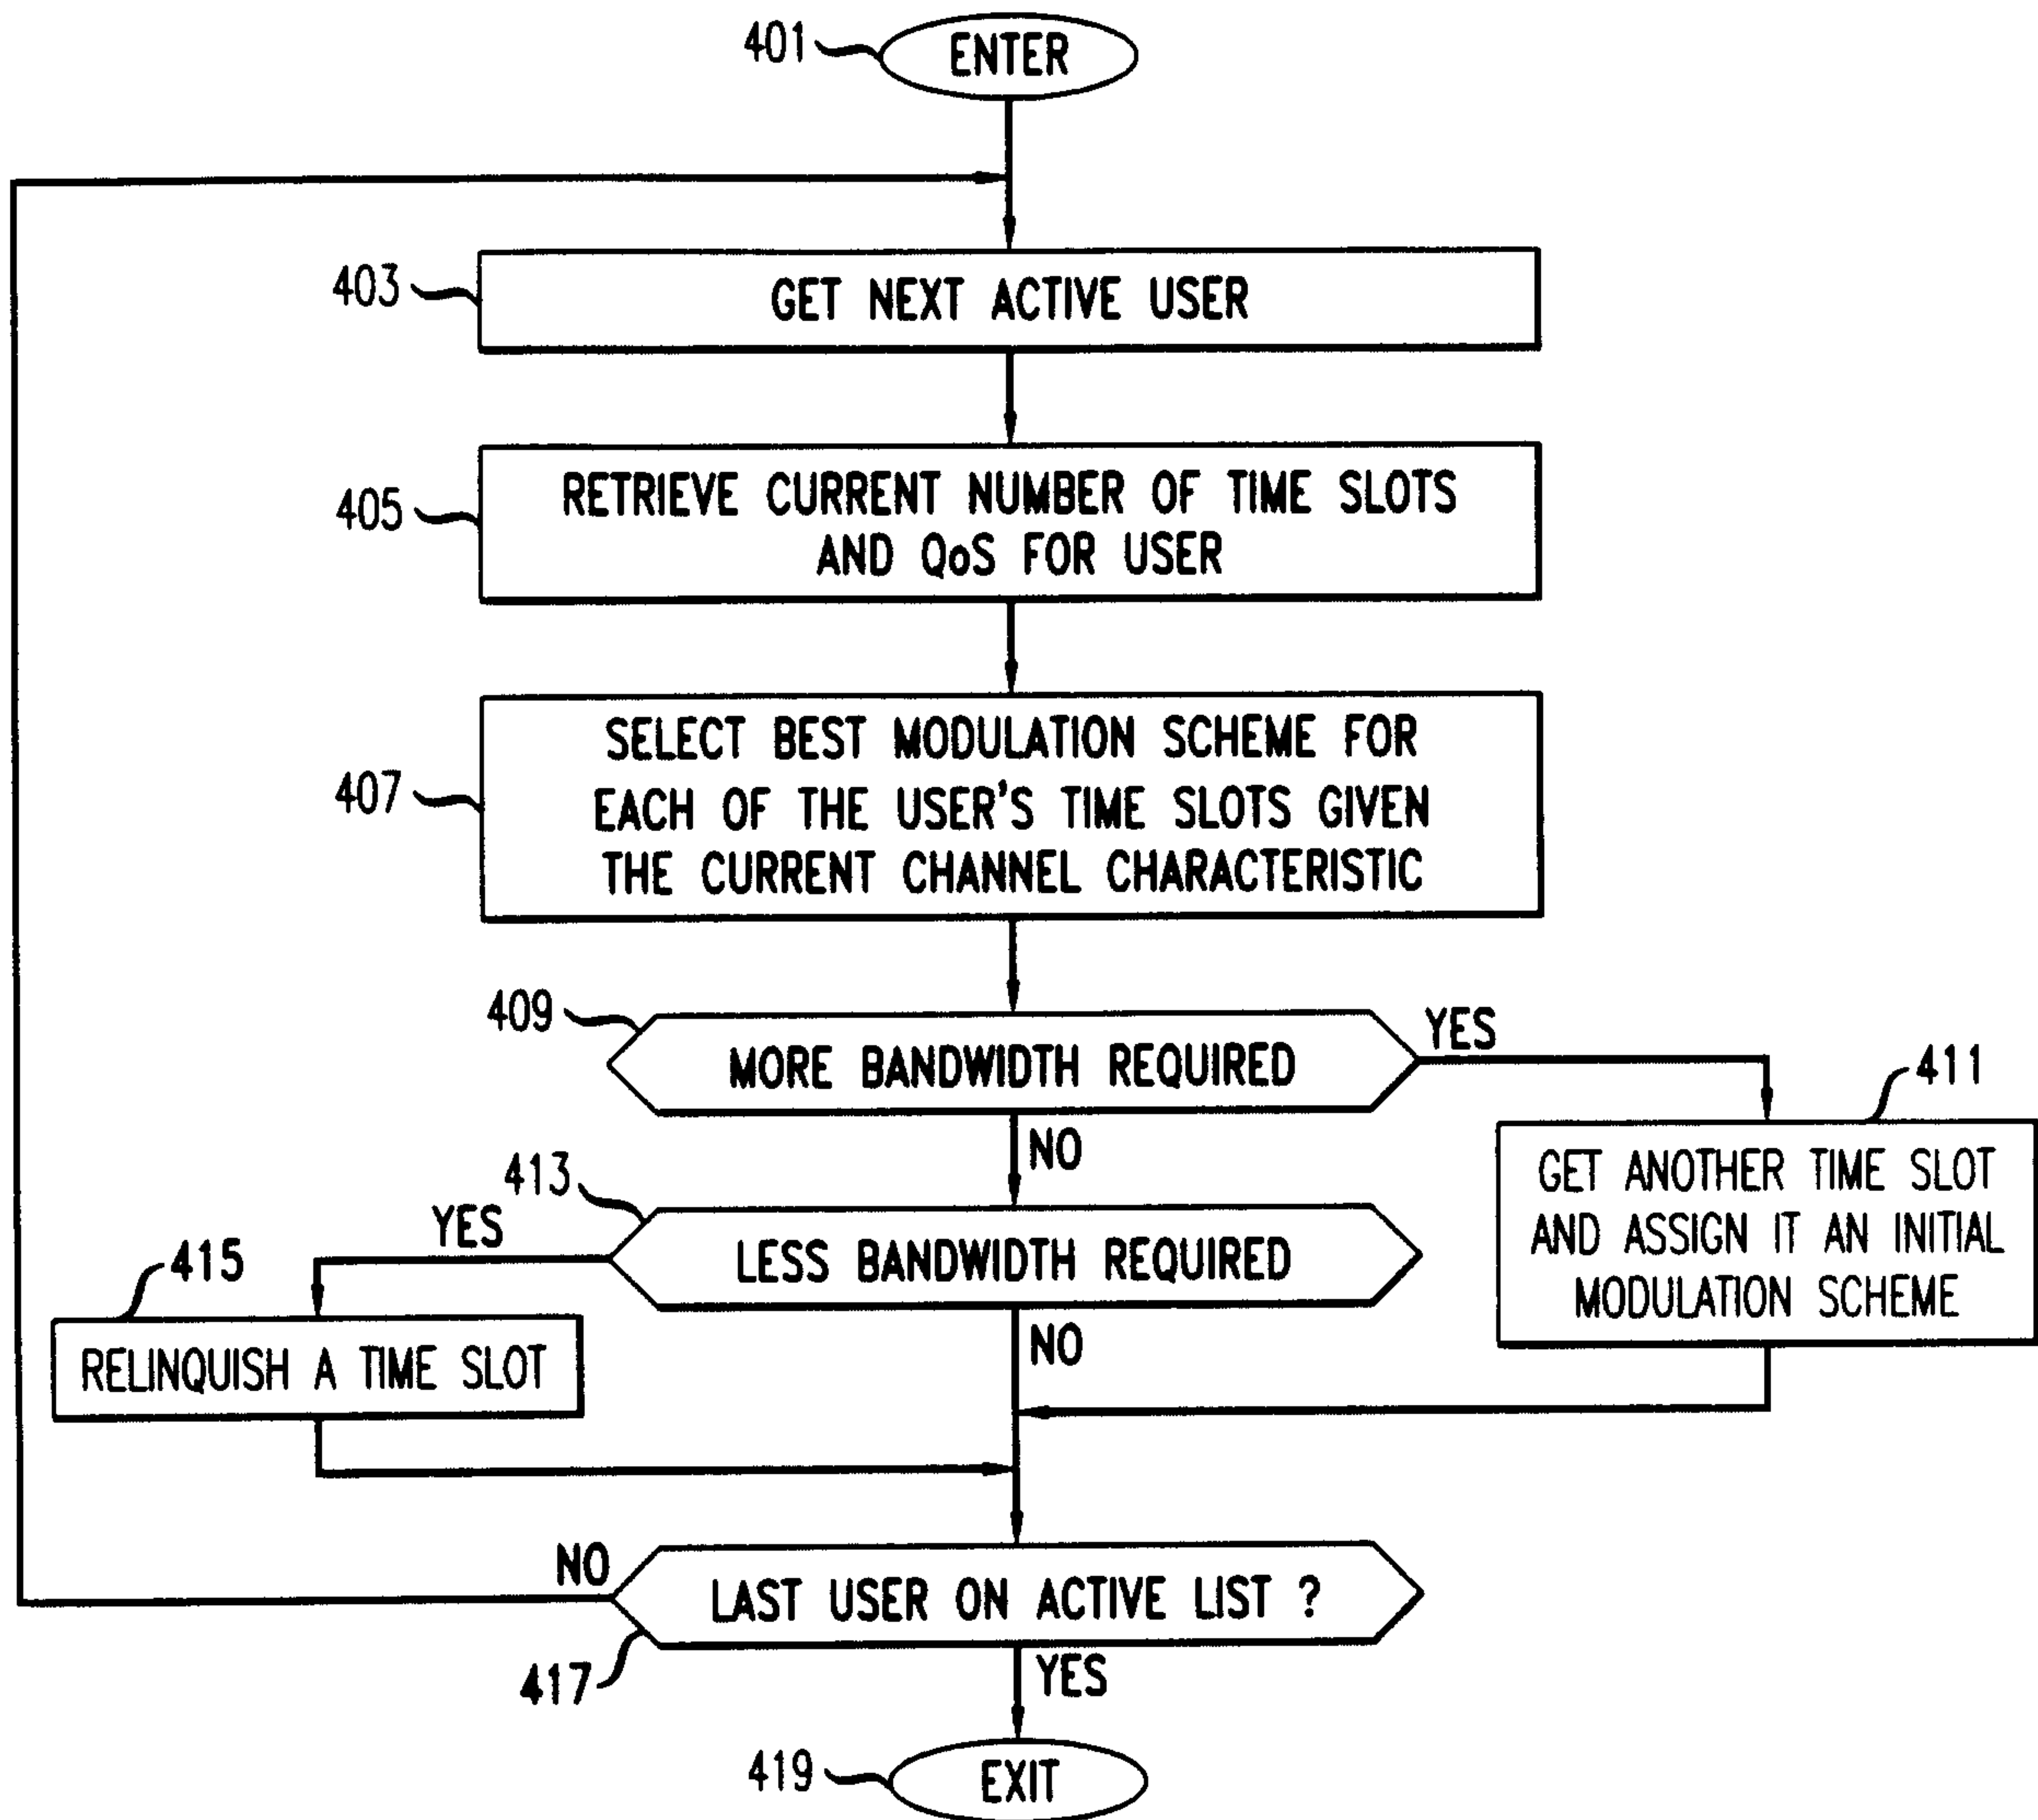 401
ENTER
403
GET NEXT ACTIVE USER
405
RETRIEVE CURRENT NUMBER OF TIME SLOTS
AND QoS FOR USER
407
SELECT BEST MODULATION SCHEME FOR
EACH OF THE USER'S TIME SLOTS GIVEN
THE CURRENT CHANNEL CHARACTERISTIC
409
MORE BANDWIDTH REQUIRED
YES
411
GET ANOTHER TIME SLOT
AND ASSIGN IT AN INITIAL
MODULATION SCHEME
NO
413
LESS BANDWIDTH REQUIRED
YES
415
RELINQUISH A TIME SLOT
NO
NO
LAST USER ON ACTIVE LIST ?
417
YES
419
EXIT